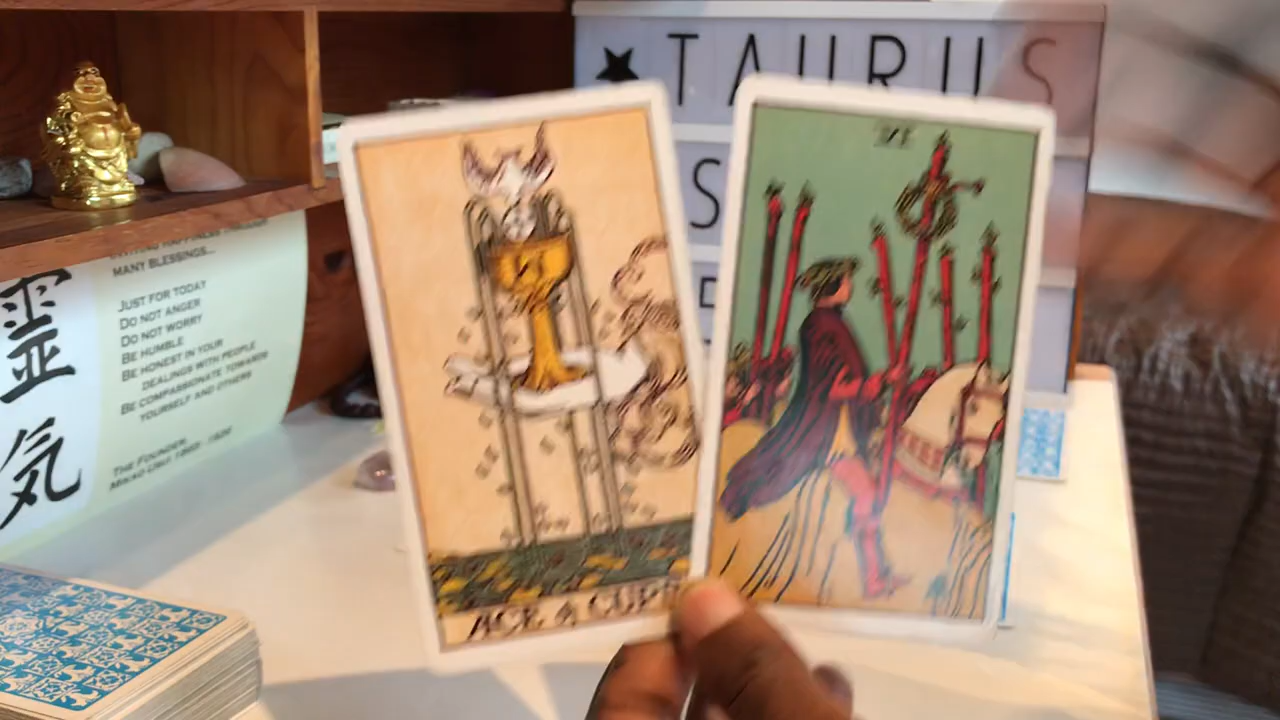 TAURUS
S
VI
MANY BLESSINGS...
JUST FOR TODAY
DO NOT ANGER
DO NOT WORRY
BE HUMBLE
BE HONEST IN YOUR
DEALINGS WITH PEOPLE
BE COMPASSIONATE TOWARDS
YOURSELF AND OTHERS
THE FOUNDER,
霊
気
ACE of CUPS